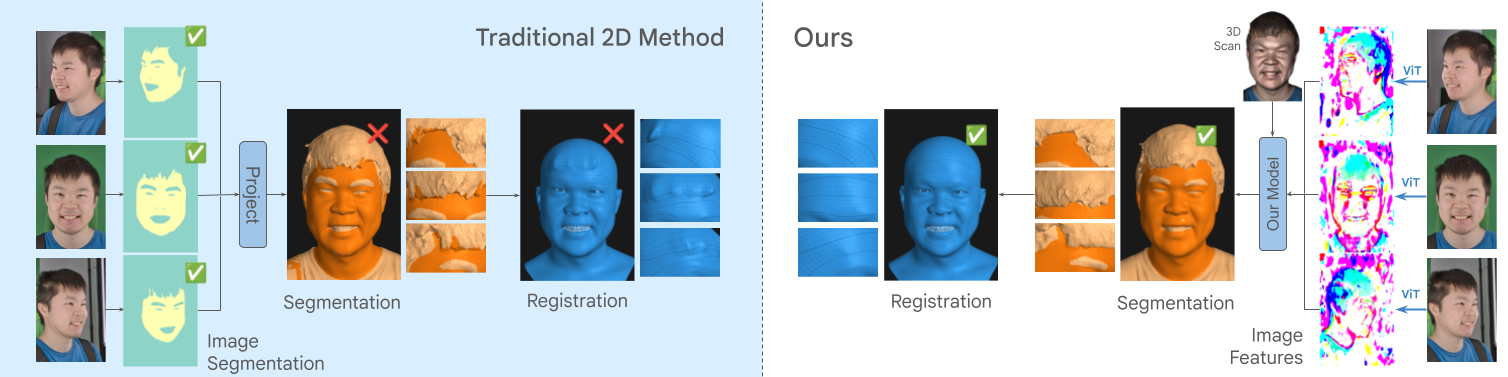 Traditional 2D Method
Project
Segmentation
Registration
Image
Segmentation
Ours
3D
Scan
ViT
ViT
ViT
Our Model
Registration
Segmentation
Image
Features